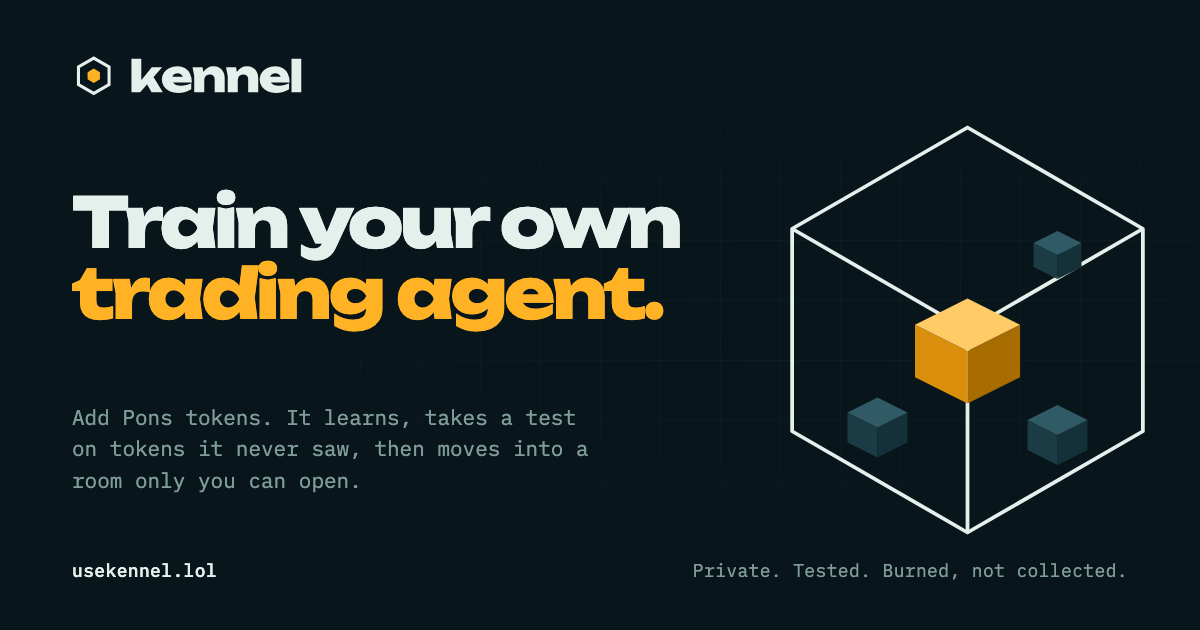 kennel
Train your own
trading agent.
Add Pons tokens. It learns, takes a test
on tokens it never saw, then moves into a
room only you can open.
usekennel.lol
Private. Tested. Burned, not collected.